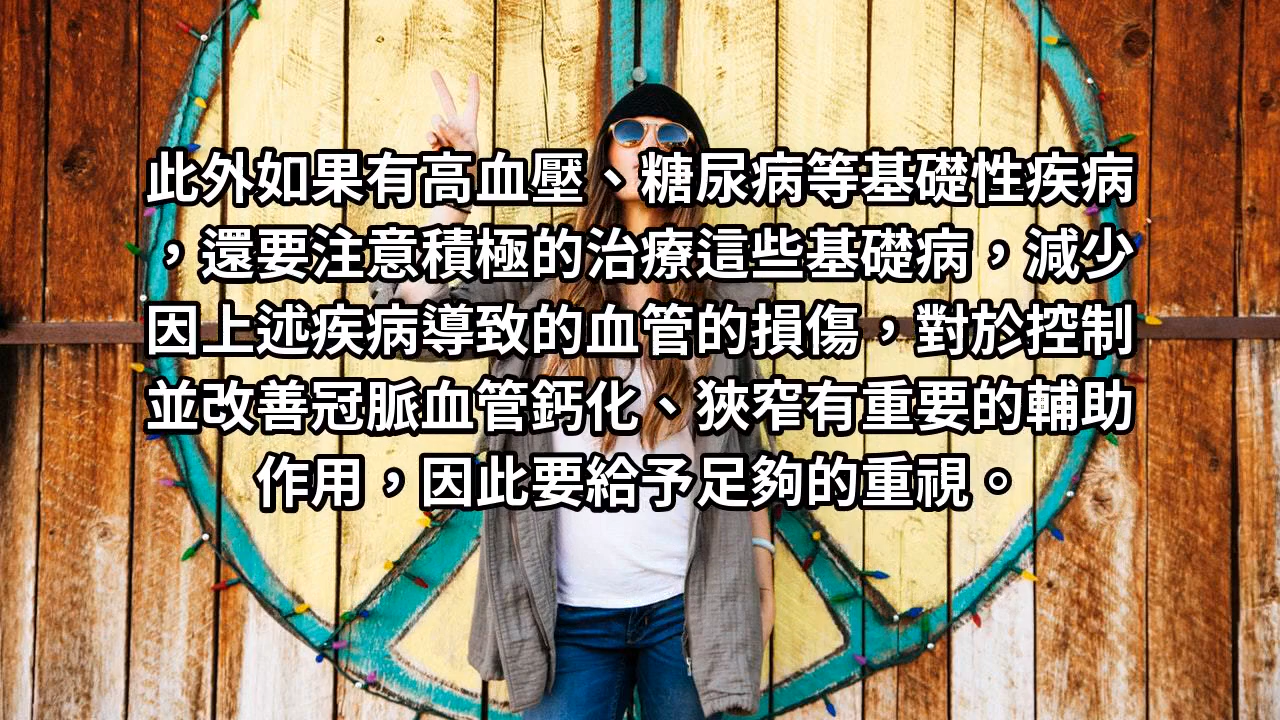 此外如果有高血壓、糖尿病等基礎性疾病
，還要注意積極的治療這些基礎病，減少
因上述疾病導致的血管的損傷，對於控制
並改善冠脈血管鈣化、狹窄有重要的輔助
作用，因此要給予足夠的重視。